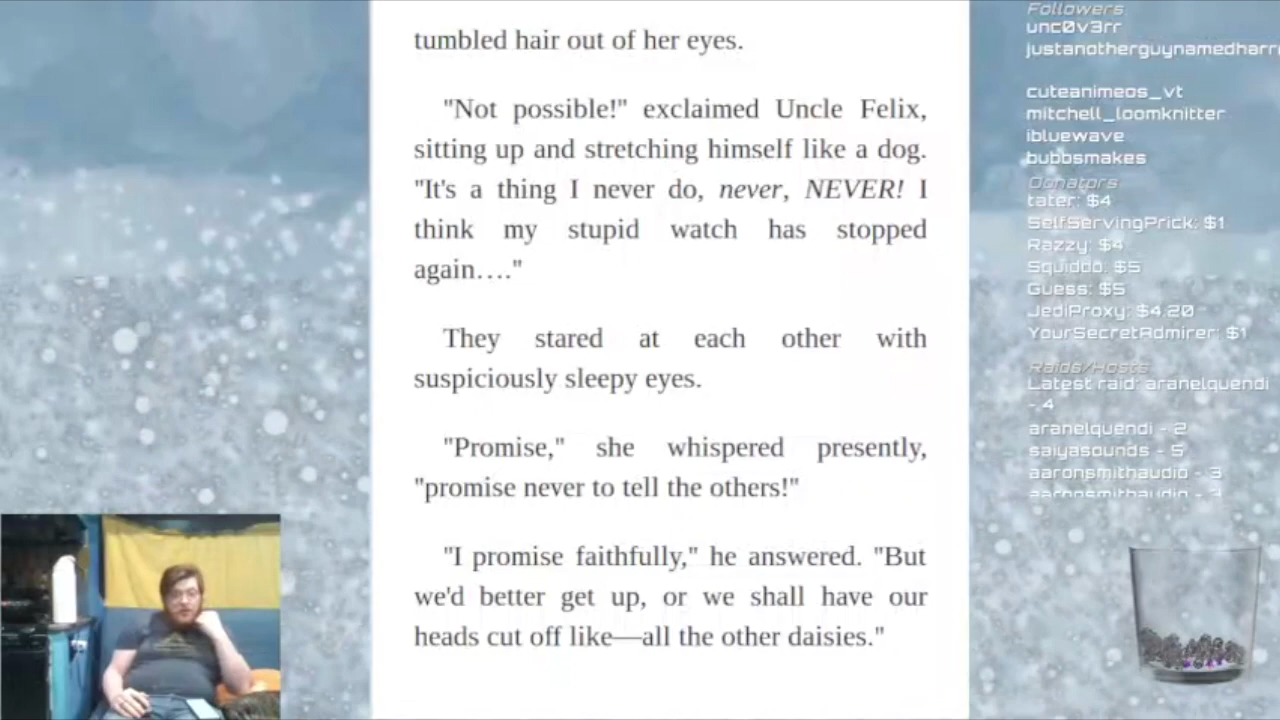 tumbled hair out of her eyes.
"Not possible!" exclaimed Uncle Felix,
sitting up and stretching himself like a dog.
"It's a thing I never do, never, NEVER! I
think my stupid watch has stopped
again...."
They stared at each other with
suspiciously sleepy eyes.
"Promise," she whispered presently,
"promise never to tell the others!"
"I promise faithfully," he answered. "But
we'd better get up, or we shall have our
heads cut off like—all the other daisies."
Followers
unc0v3rr
justanotherguynamedharr
cuteanimeos_vt
mitchell_loomknitter
ibluewave
bubbsmakes
Donators
tater: $4
SelfServingPrick: $1
Razzy: $4
Squiddo: $5
Guess: $5
JediProxy: $4.20
YourSecretAdmirer: $1
Raids/Hosts
Latest raid: aranelquendi
- 4
aranelquendi - 2
saiyasounds - 5
aaronsmithaudio - 3
aaronsmithaudio - 3